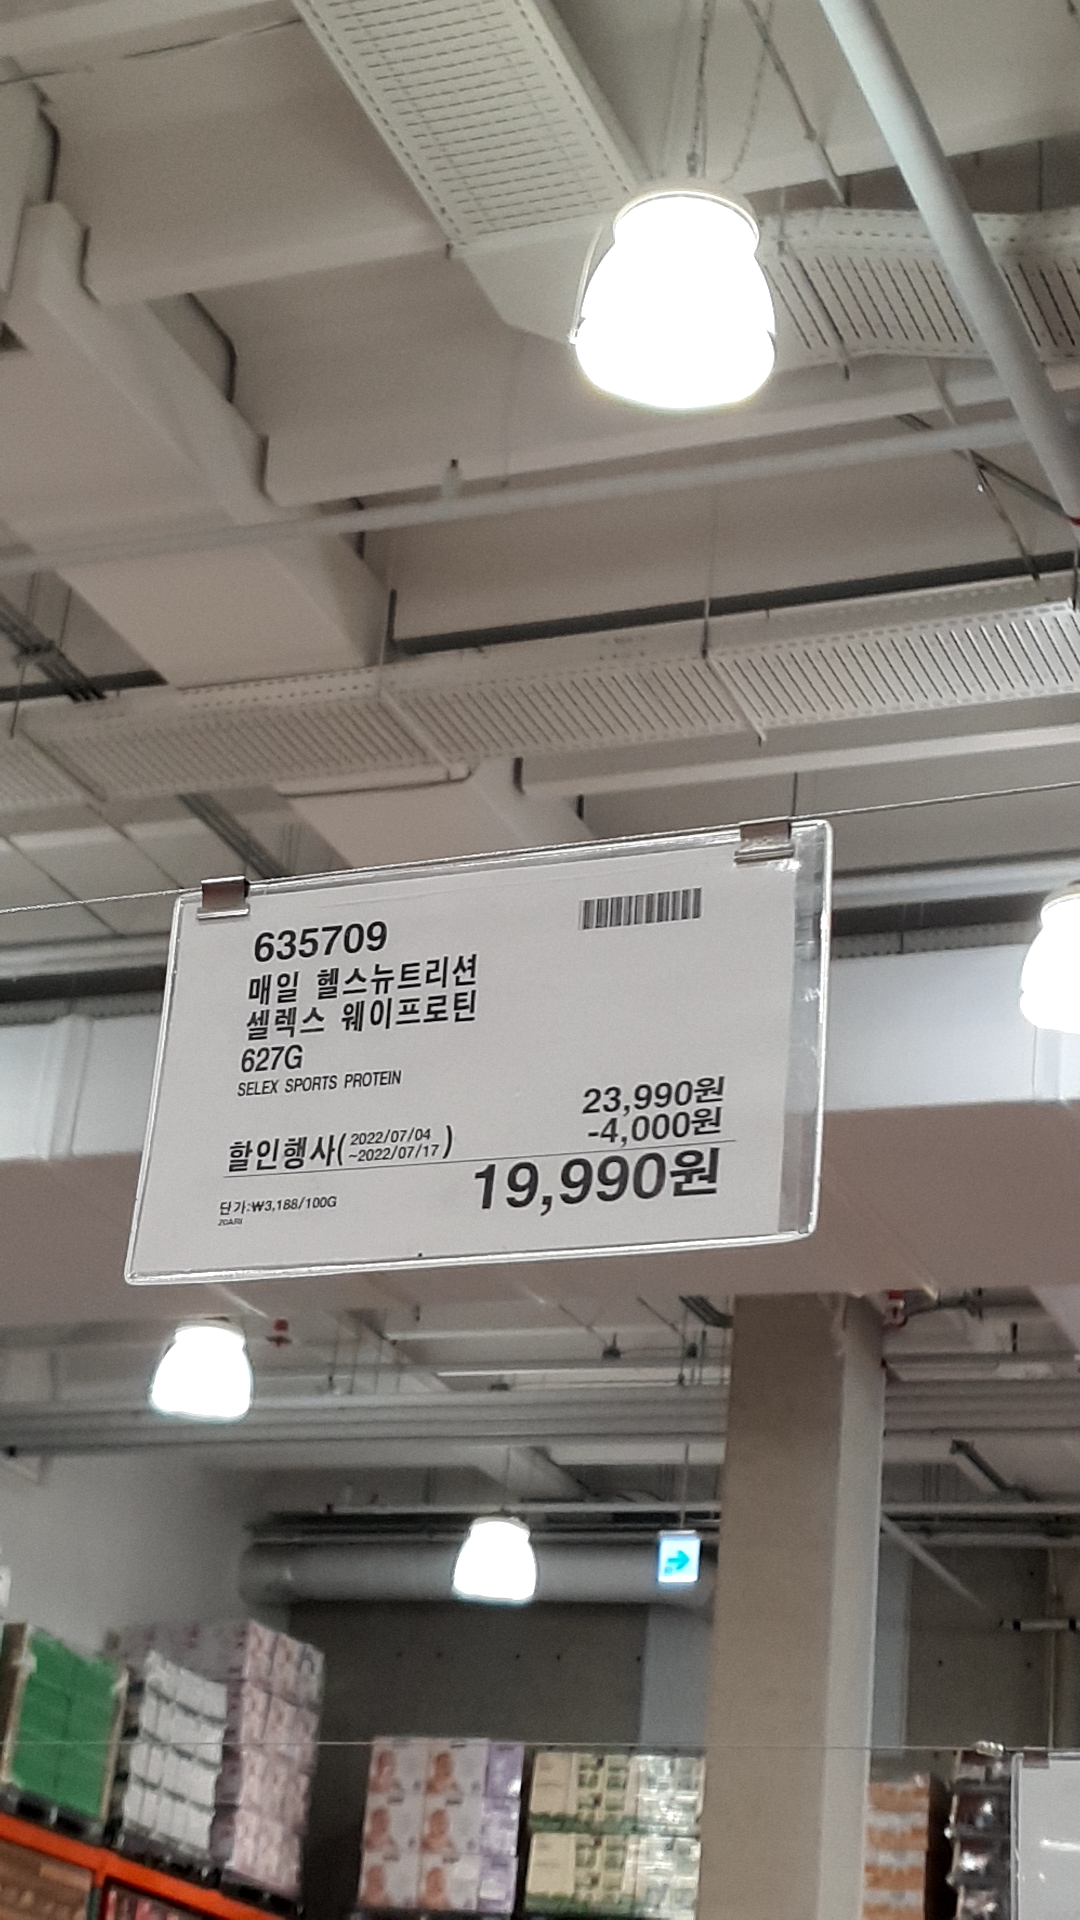 635709
매일 헬스뉴트리션
셀렉스 웨이프로틴
627G
SELEX SPORTS PROTEIN
23,990원
-4,000원
할인행사(2022/07/04
~2022/07/17)
19,990원
단가:₩3,188/100G